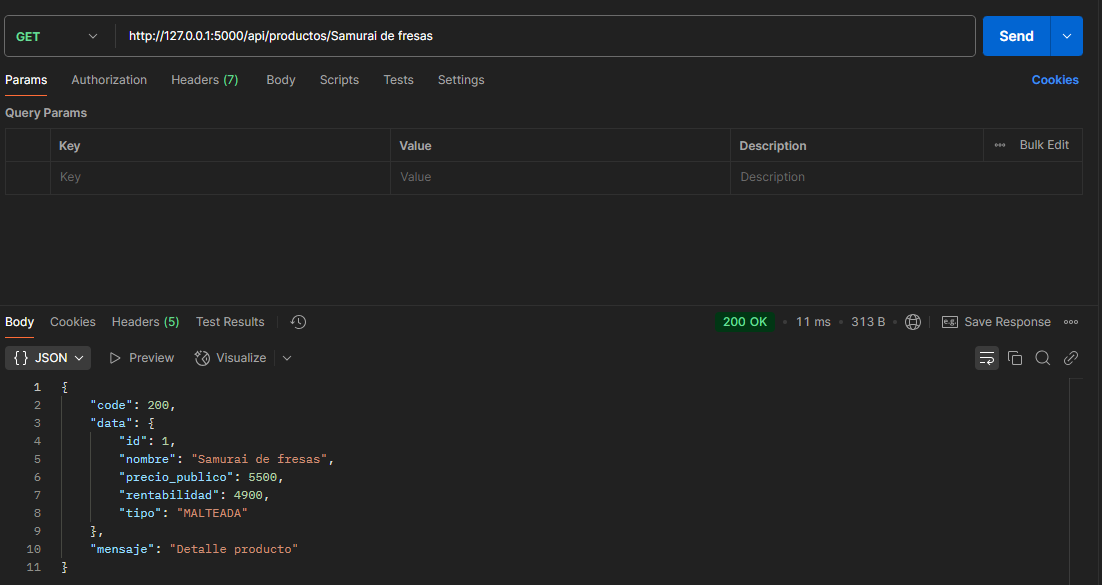 GET http://127.0.0.1:5000/api/productos/Samurai de fresas Send
Params Authorization Headers (7) Body Scripts Tests Settings Cookies
Query Params
Key Value Description Bulk Edit
Key Value Description
Body Cookies Headers (5) Test Results 200 OK 11 ms 313 B e.g. Save Response
{} JSON Preview Visualize
1 {
2 "code": 200,
3 "data": {
4 "id": 1,
5 "nombre": "Samurai de fresas",
6 "precio_publico": 5500,
7 "rentabilidad": 4900,
8 "tipo": "MALTEADA"
9 },
10 "mensaje": "Detalle producto"
11 }